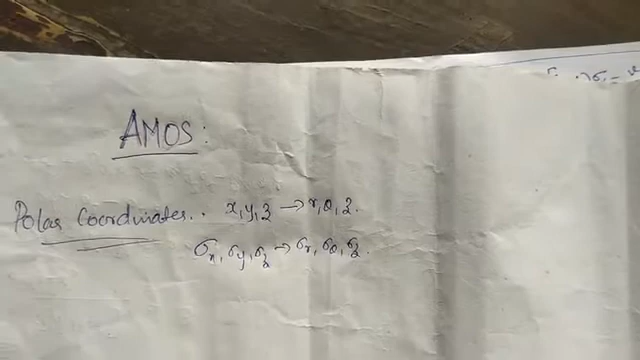 AMOS:
Polar Coordinates.. x, y, z → r, θ, z.
σx, σy, σz → σr, σθ, σz.